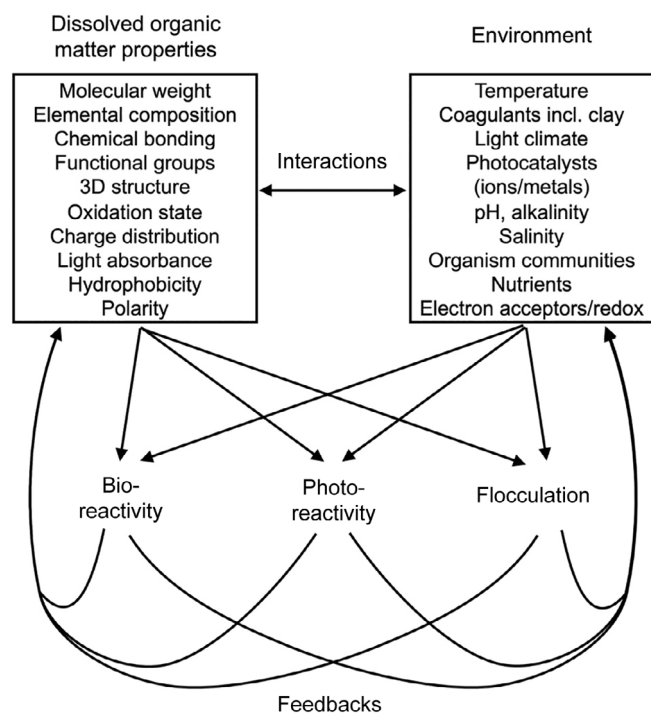 Dissolved organic
matter properties
Molecular weight
Elemental composition
Chemical bonding
Functional groups
3D structure
Oxidation state
Charge distribution
Light absorbance
Hydrophobicity
Polarity
Interactions
Environment
Temperature
Coagulants incl. clay
Light climate
Photocatalysts
(ions/metals)
pH, alkalinity
Salinity
Organism communities
Nutrients
Electron acceptors/redox
Bio-
reactivity
Photo-
reactivity
Flocculation
Feedbacks